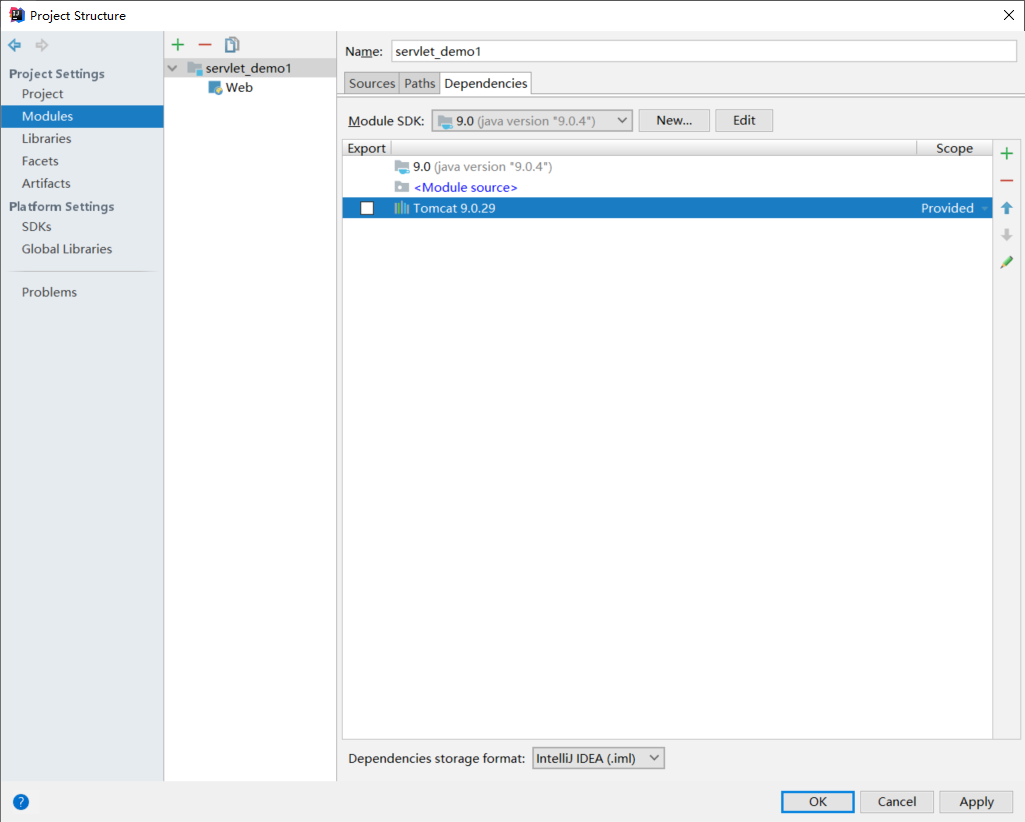 Project Structure
Project Settings
Project
Modules
Libraries
Facets
Artifacts
Platform Settings
SDKs
Global Libraries
Problems
servlet_demo1
Web
Name: servlet_demo1
Sources Paths Dependencies
Module SDK: 9.0 (java version "9.0.4") New... Edit
Export Scope
9.0 (java version "9.0.4")
<Module source>
Tomcat 9.0.29 Provided
Dependencies storage format: IntelliJ IDEA (.iml)
? OK Cancel Apply